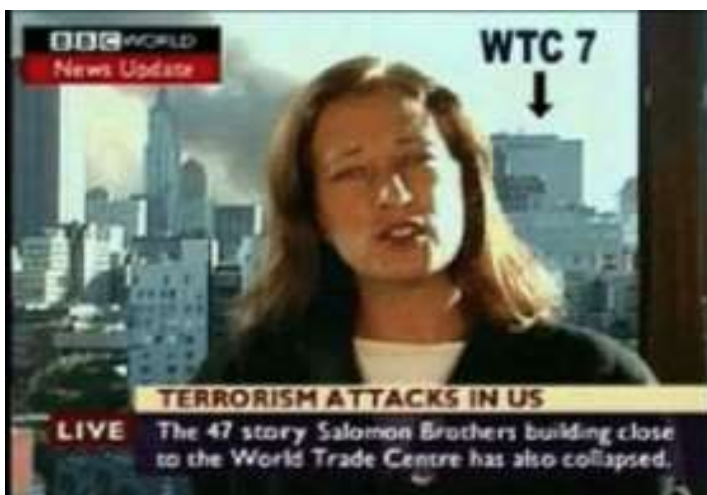 BBC WORLD
News Update
WTC 7
TERRORISM ATTACKS IN US
LIVE
The 47 story Salomon Brothers building close
to the World Trade Centre has also collapsed.